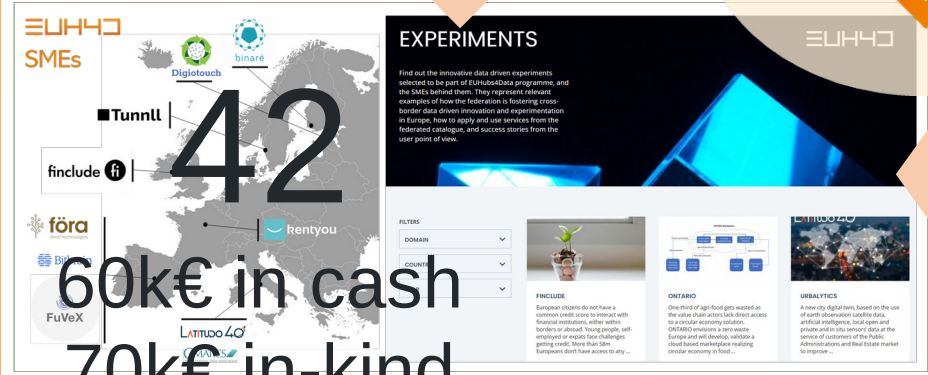 EUH4D
SMEs
Digiotouch
binaré
Tunnll
finclude fi
föra
kentyou
FuVeX
LATITUDO 40
42
60k€ in cash
70k€ in-kind
EXPERIMENTS
EUH4D
Find out the innovative data driven experiments
selected to be part of EUHubs4Data programme, and
the SMEs behind them. They represent relevant
examples of how the federation is fostering cross-
border data driven innovation and experimentation
in Europe, how to apply and use services from the
federated catalogue, and success stories from the
user point of view.
FILTERS
DOMAIN
FINCLUDE
European citizens do not have a
common credit score to interact with
financial institutions, either within
borders or abroad. Young people, self-
employed or expats face challenges
getting credit. More than 58m
Europeans don't have access to any ...
ONTARIO
One-third of agri-food gets wasted as
the value chain actors lack direct access
to a circular economy solution.
ONTARIO envisions a zero waste
Europe and will develop, validate a
cloud based marketplace realizing
circular economy in food ...
LATITUDO 40
URBALYTICS
A new city digital twin, based on the use
of earth observation satellite data,
artificial intelligence, local open and
private and in situ sensors' data at the
service of customers of the Public
Administrations and Real Estate market
to improve ...